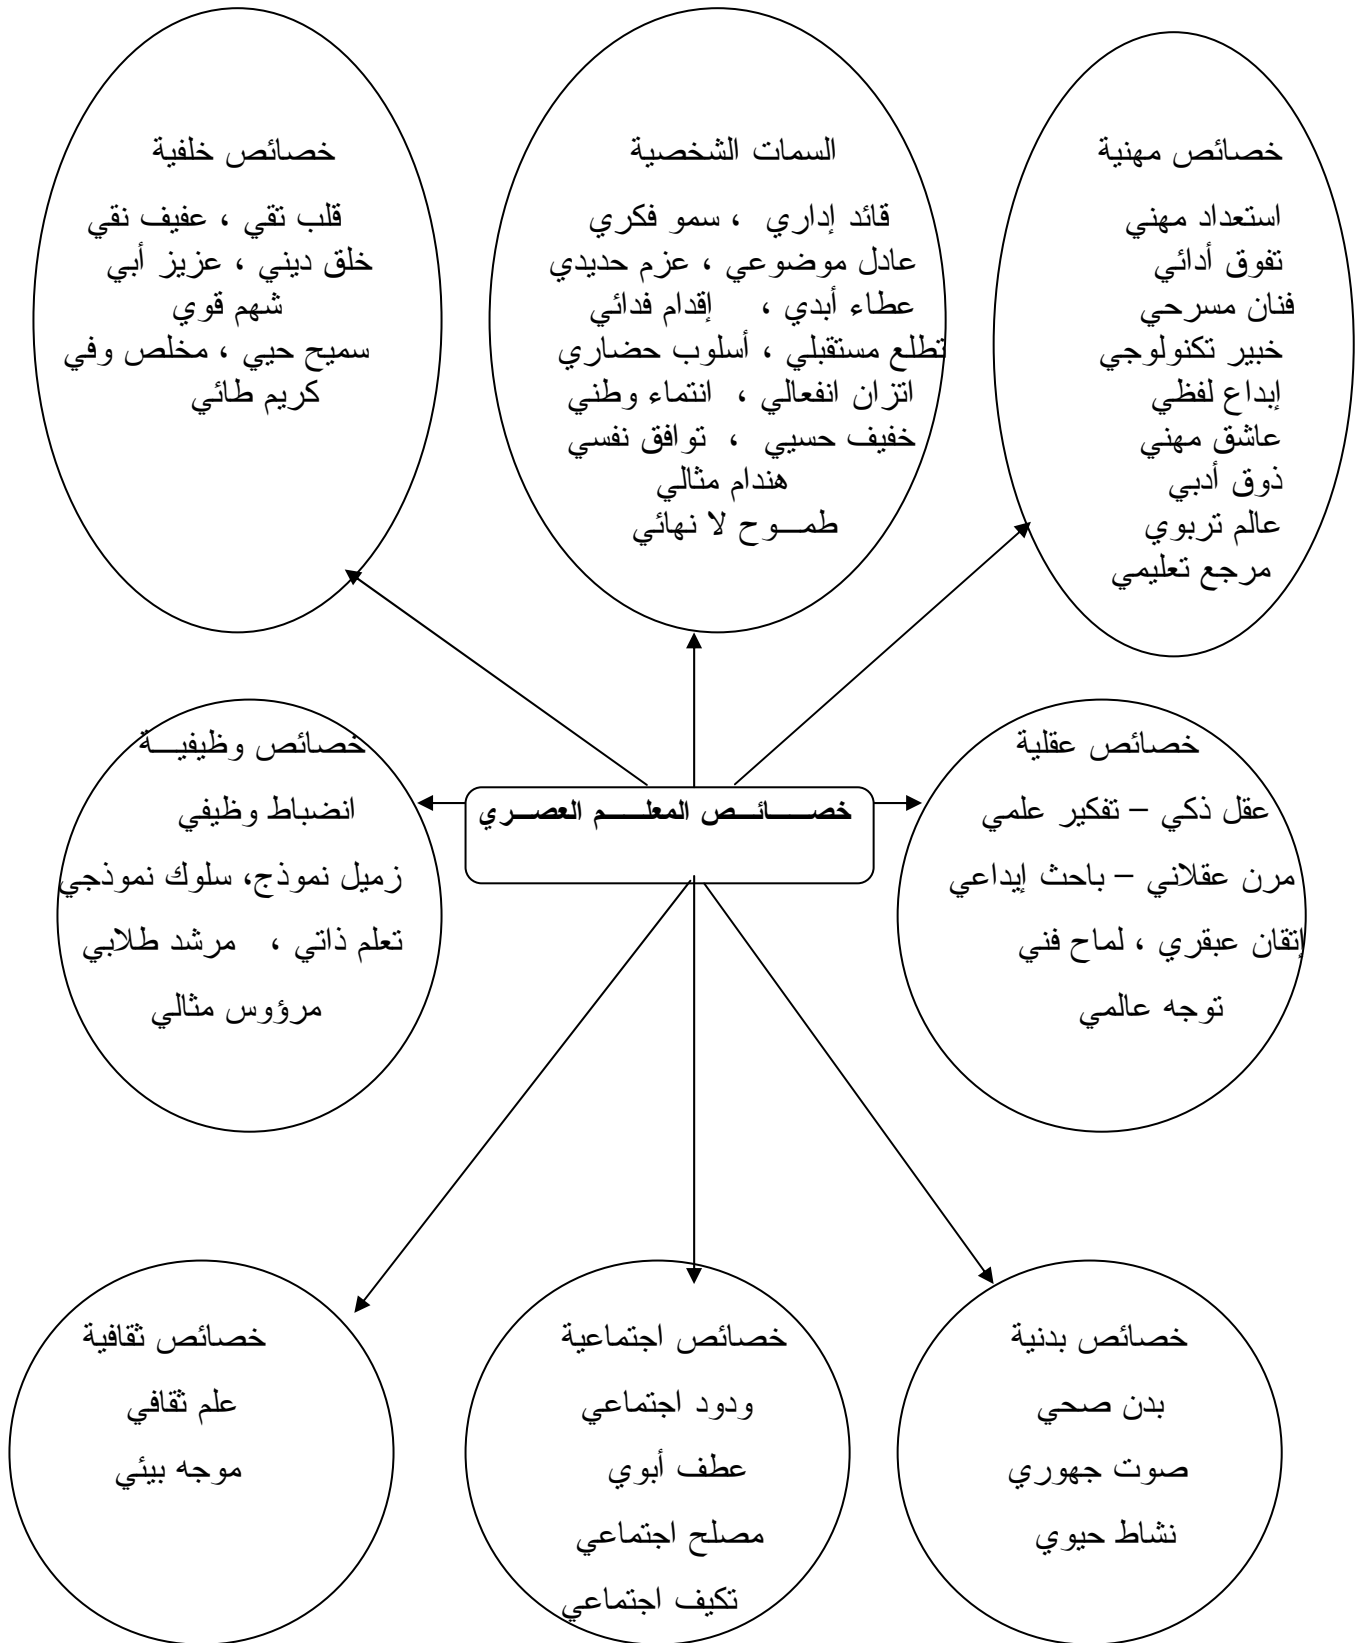 خصائص مهنية
استعداد مهني
تفوق أدائي
فنان مسرحي
خبير تكنولوجي
إبداع لفظي
عاشق مهني
ذوق أدبي
عالم تربوي
مرجع تعليمي
السمات الشخصية
قائد إداري ، سمو فكري
عادل موضوعي ، عزم حديدي
عطاء أبدي ، إقدام فدائي
تطلع مستقبلي ، أسلوب حضاري
اتزان انفعالي ، انتماء وطني
خفيف حسيي ، توافق نفسي
هندام مثالي
طمـــوح لا نهائي
خصائص خلفية
قلب تقي ، عفيف نقي
خلق ديني ، عزيز أبي
شهم قوي
سميح حيي ، مخلص وفي
كريم طائي
خصائص عقلية
عقل ذكي – تفكير علمي
مرن عقلاني – باحث إيداعي
إتقان عبقري ، لماح فني
توجه عالمي
خصـــائــص المعلـــم العصــري
خصائص وظيفيــة
انضباط وظيفي
زميل نموذج، سلوك نموذجي
تعلم ذاتي ، مرشد طلابي
مرؤوس مثالي
خصائص بدنية
بدن صحي
صوت جهوري
نشاط حيوي
خصائص اجتماعية
ودود اجتماعي
عطف أبوي
مصلح اجتماعي
تكيف اجتماعي
خصائص ثقافية
علم ثقافي
موجه بيئي